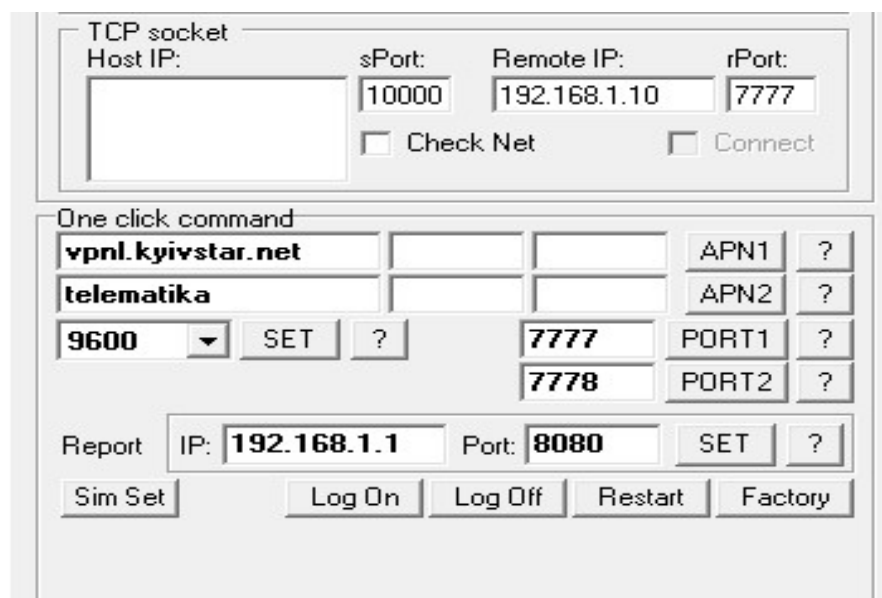 TCP socket
Host IP: sPort: Remote IP: rPort:
10000 192.168.1.10 7777
Check Net Connect
One click command
vpnl.kyivstar.net APN1 ?
telematika APN2 ?
9600 SET ? 7777 PORT1 ?
7778 PORT2 ?
Report IP: 192.168.1.1 Port: 8080 SET ?
Sim Set Log On Log Off Restart Factory